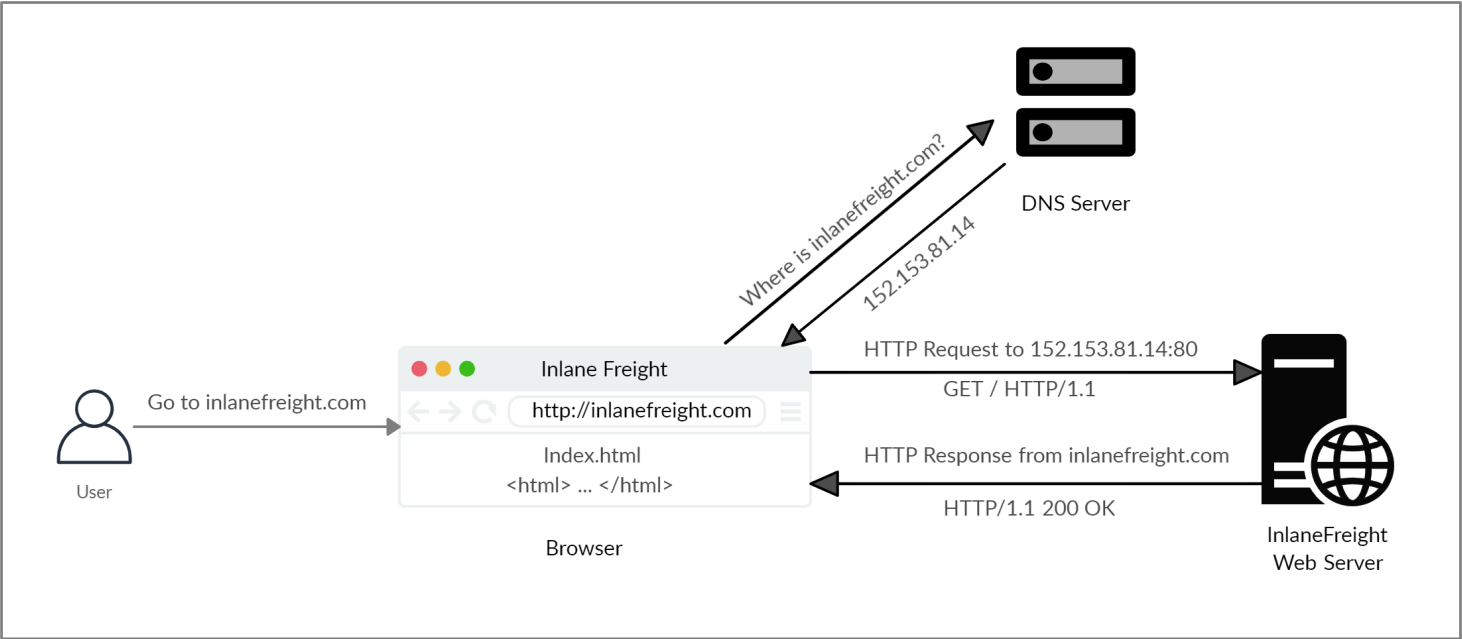 Where is inlanefreight.com?
152.153.81.14
DNS Server
Go to inlanefreight.com
User
Inlane Freight
http://inlanefreight.com
Index.html
<html> ... </html>
Browser
HTTP Request to 152.153.81.14:80
GET / HTTP/1.1
HTTP Response from inlanefreight.com
HTTP/1.1 200 OK
InlaneFreight
Web Server